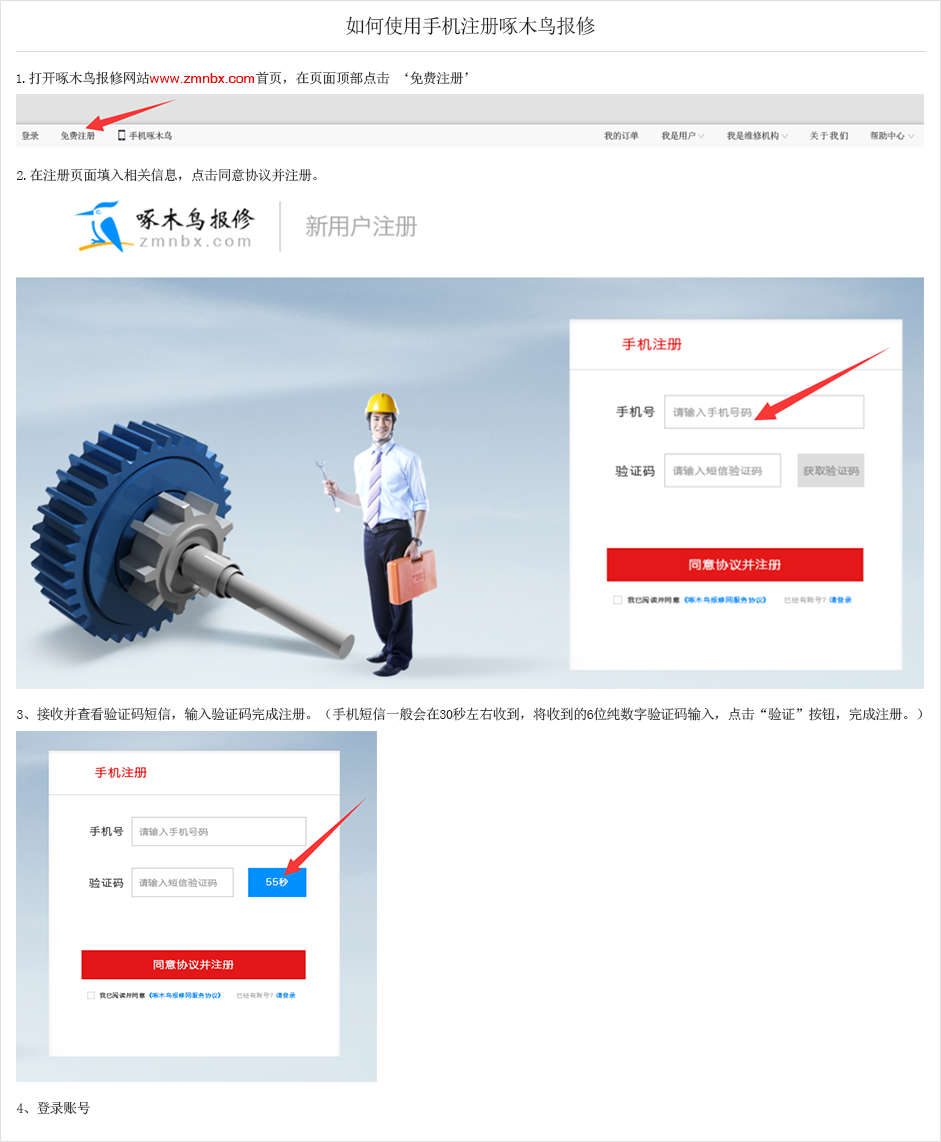 如何使用手机注册啄木鸟报修
1.打开啄木鸟报修网站www.zmnbx.com首页，在页面顶部点击 ‘免费注册’
登录 免费注册 手机啄木鸟 我的订单 我是用户 我是维修机构 关于我们 帮助中心
2.在注册页面填入相关信息，点击同意协议并注册。
啄木鸟报修 新用户注册
zmnbx.com
手机注册
手机号 请输入手机号码
验证码 请输入短信验证码 获取验证码
同意协议并注册
我已阅读并同意《啄木鸟报修网服务协议》 已经有账号？请登录
3、接收并查看验证码短信，输入验证码完成注册。（手机短信一般会在30秒左右收到，将收到的6位纯数字验证码输入，点击“验证”按钮，完成注册。）
手机注册
手机号 请输入手机号码
验证码 请输入短信验证码 55秒
同意协议并注册
我已阅读并同意《啄木鸟报修网服务协议》 已经有账号？请登录
4、登录账号